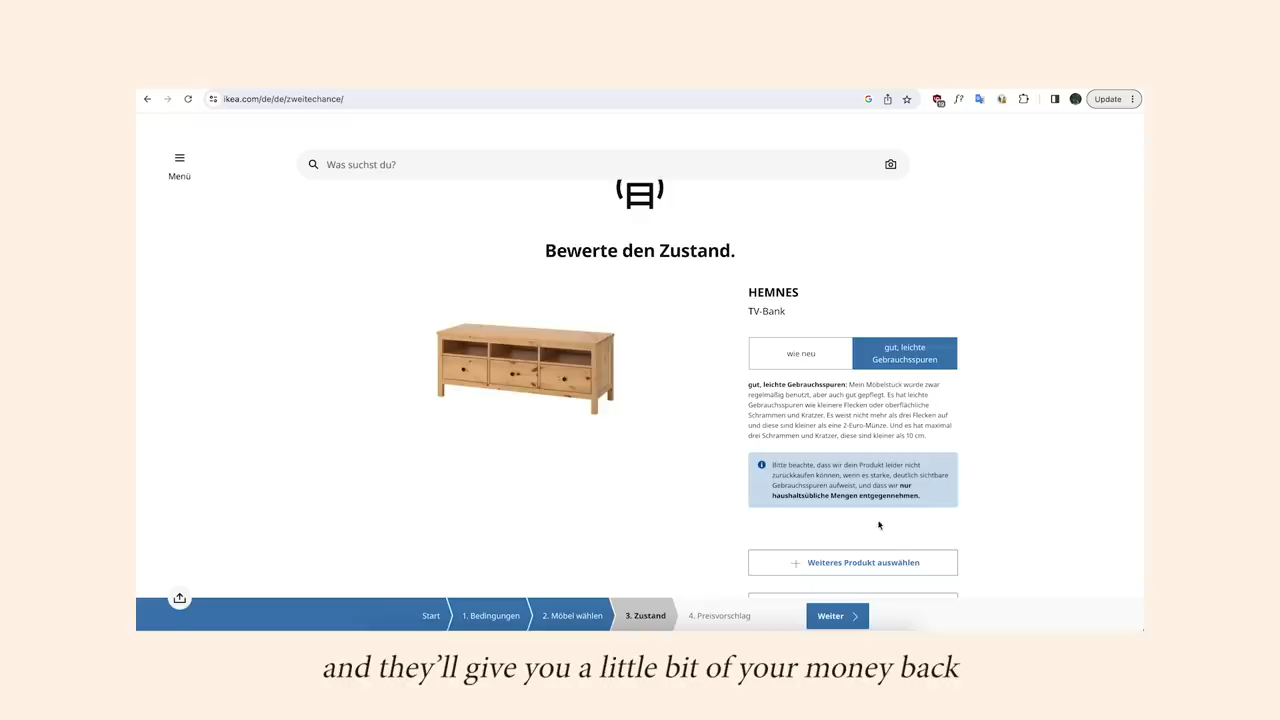 ikea.com/de/de/zweitechance/
Update
Menü
Was suchst du?
Bewerte den Zustand.
HEMNES
TV-Bank
wie neu
gut, leichte
Gebrauchsspuren
gut, leichte Gebrauchsspuren: Mein Möbelstück wurde zwar
regelmäßig benutzt, aber auch gut gepflegt. Es hat leichte
Gebrauchsspuren wie kleinere Flecken oder oberflächliche
Schrammen und Kratzer. Es weist nicht mehr als drei Flecken auf
und diese sind kleiner als eine 2-Euro-Münze. Und es hat maximal
drei Schrammen und Kratzer, diese sind kleiner als 10 cm.
Bitte beachte, dass wir dein Produkt leider nicht
zurückkaufen können, wenn es starke, deutlich sichtbare
Gebrauchsspuren aufweist, und dass wir nur
haushaltsübliche Mengen entgegennehmen.
Weiteres Produkt auswählen
Start
1. Bedingungen
2. Möbel wählen
3. Zustand
4. Preisvorschlag
Weiter
and they'll give you a little bit of your money back